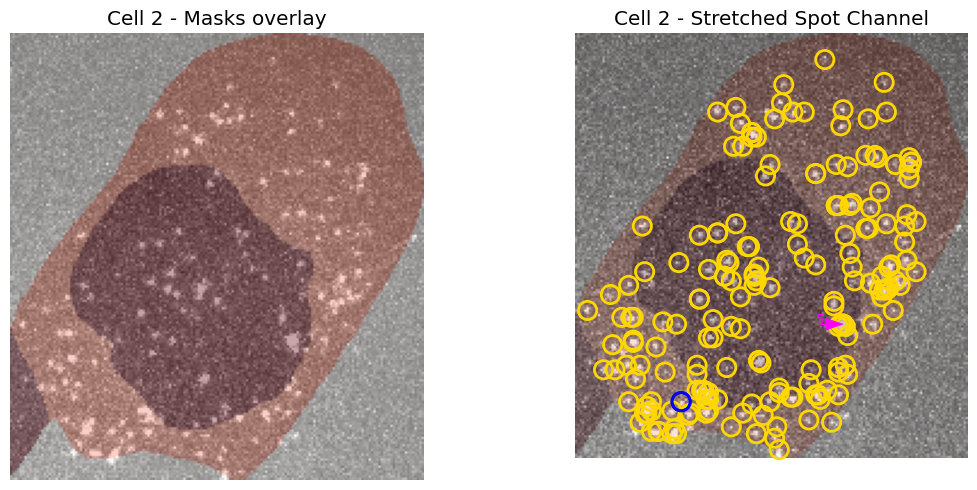 Cell 2 - Masks overlay
Cell 2 - Stretched Spot Channel